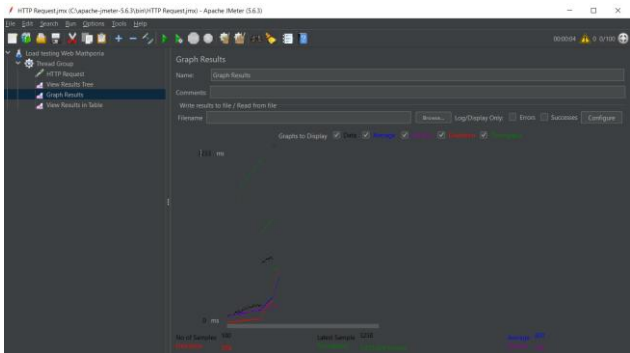 HTTP Request.jmx (C:\apache-jmeter-5.6.3\bin\HTTP Request.jmx) - Apache JMeter (5.6.3)
File Edit Search Run Options Tools Help
00:00:04 0 0/100
Load testing Web Mathporia
Thread Group
HTTP Request
View Results Tree
Graph Results
View Results in Table
Graph Results
Name: Graph Results
Comments
Write results to file / Read from file
Filename Browse... Log/Display Only: Errors Successes Configure
Graphs to Display Data Average
ms
0 ms
No of Samples 100 Latest Sample Average